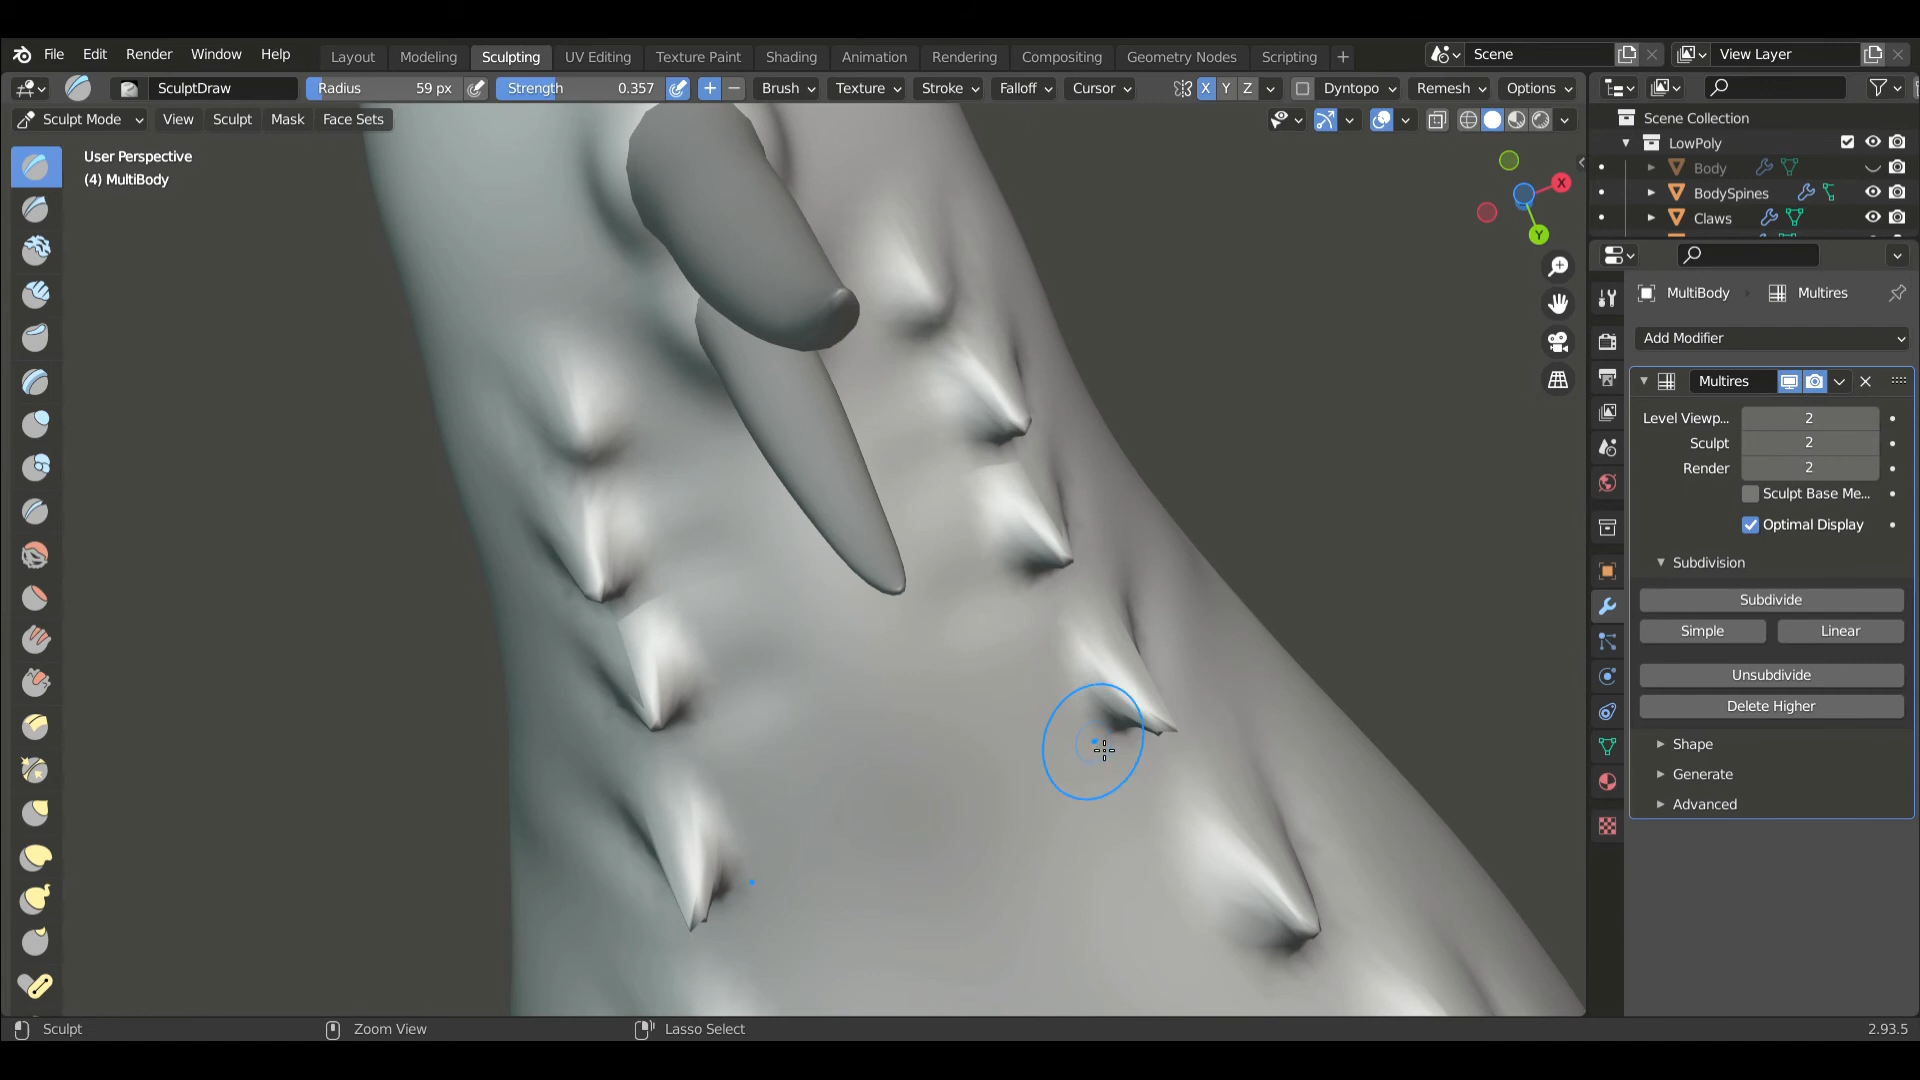 File Edit Render Window Help Layout Modeling Sculpting UV Editing Texture Paint Shading Animation Rendering Compositing Geometry Nodes Scripting + Scene View Layer
SculptDraw Radius 59 px Strength 0.357 Brush Texture Stroke Falloff Cursor X Y Z Dyntopo Remesh Options
Sculpt Mode View Sculpt Mask Face Sets
User Perspective
(4) MultiBody
X
Y
Scene Collection
LowPoly
Body
BodySpines
Claws
MultiBody Multires
Add Modifier
Multires
Level Viewp... 2
Sculpt 2
Render 2
Sculpt Base Me...
Optimal Display
Subdivision
Subdivide
Simple Linear
Unsubdivide
Delete Higher
Shape
Generate
Advanced
Sculpt Zoom View Lasso Select 2.93.5